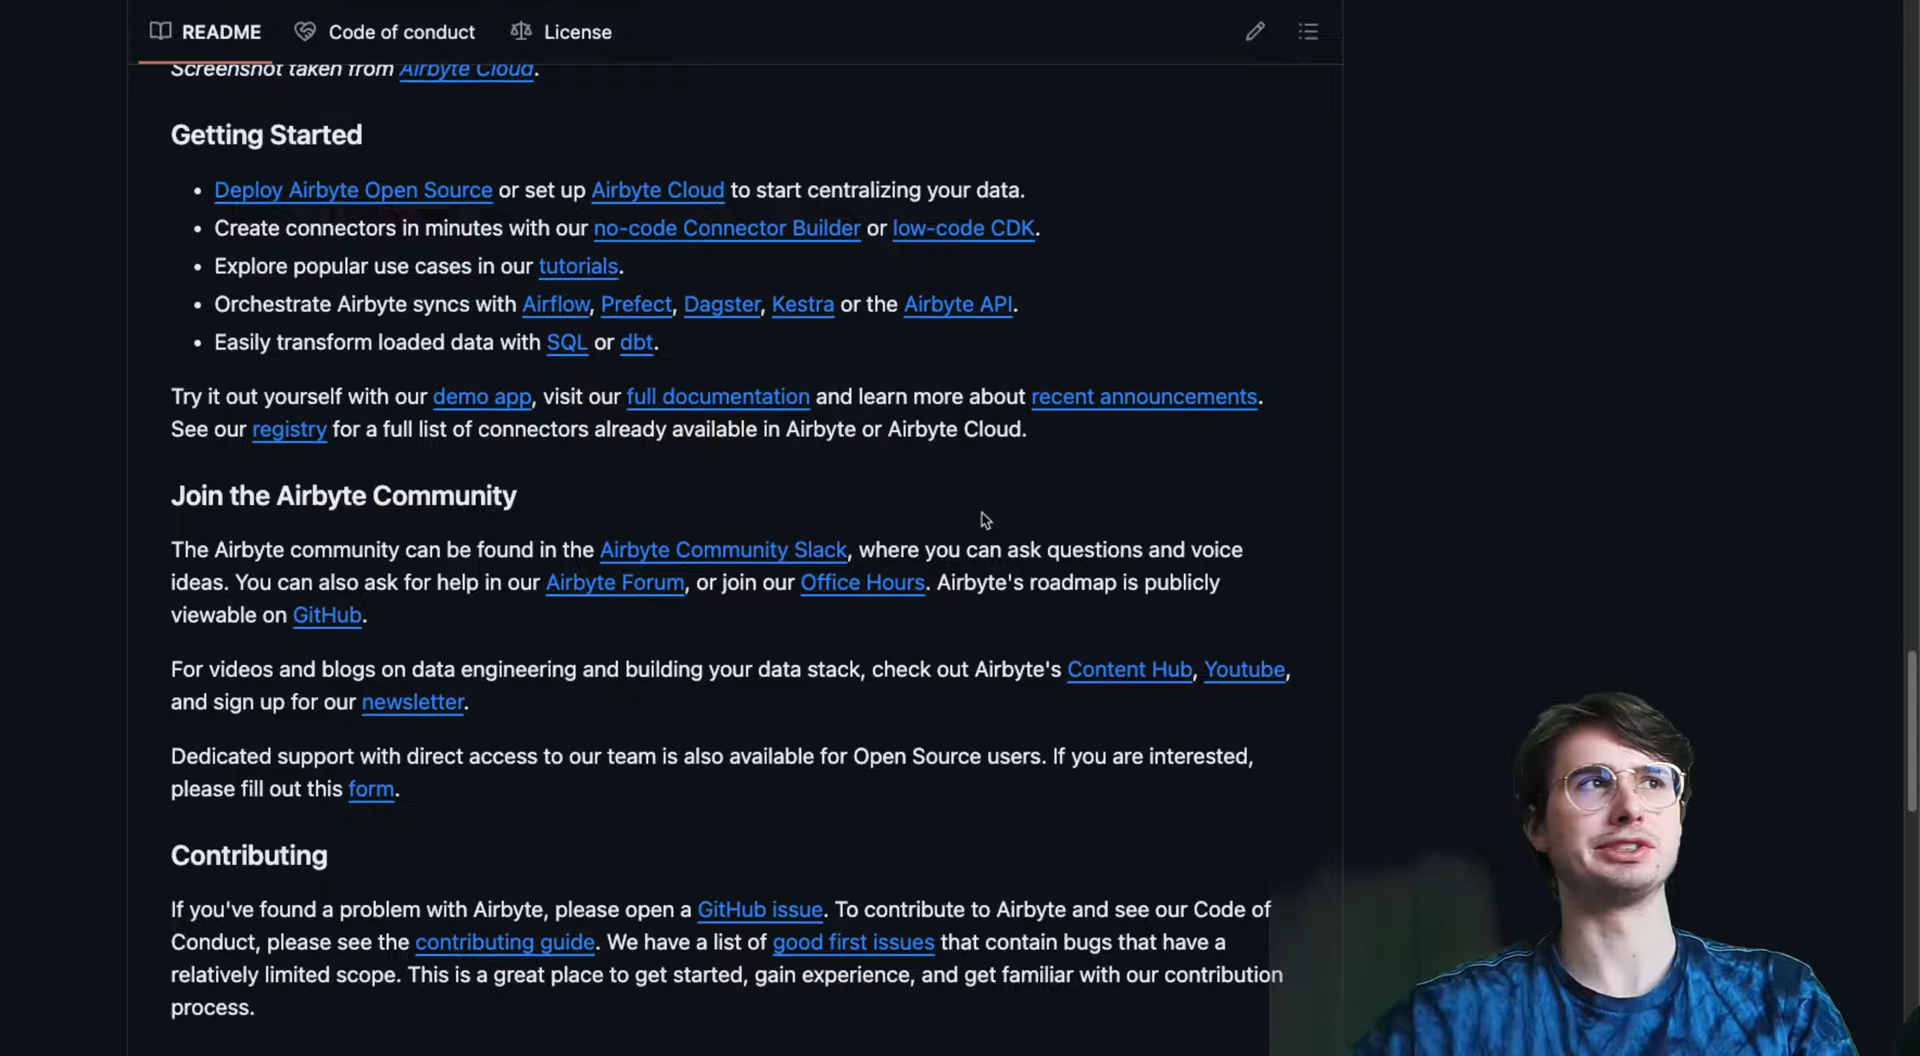 README Code of conduct License
Screenshot taken from Airbyte Cloud.
Getting Started
• Deploy Airbyte Open Source or set up Airbyte Cloud to start centralizing your data.
• Create connectors in minutes with our no-code Connector Builder or low-code CDK.
• Explore popular use cases in our tutorials.
• Orchestrate Airbyte syncs with Airflow, Prefect, Dagster, Kestra or the Airbyte API.
• Easily transform loaded data with SQL or dbt.
Try it out yourself with our demo app, visit our full documentation and learn more about recent announcements.
See our registry for a full list of connectors already available in Airbyte or Airbyte Cloud.
Join the Airbyte Community
The Airbyte community can be found in the Airbyte Community Slack, where you can ask questions and voice
ideas. You can also ask for help in our Airbyte Forum, or join our Office Hours. Airbyte's roadmap is publicly
viewable on GitHub.
For videos and blogs on data engineering and building your data stack, check out Airbyte's Content Hub, Youtube,
and sign up for our newsletter.
Dedicated support with direct access to our team is also available for Open Source users. If you are interested,
please fill out this form.
Contributing
If you've found a problem with Airbyte, please open a GitHub issue. To contribute to Airbyte and see our Code of
Conduct, please see the contributing guide. We have a list of good first issues that contain bugs that have a
relatively limited scope. This is a great place to get started, gain experience, and get familiar with our contribution
process.